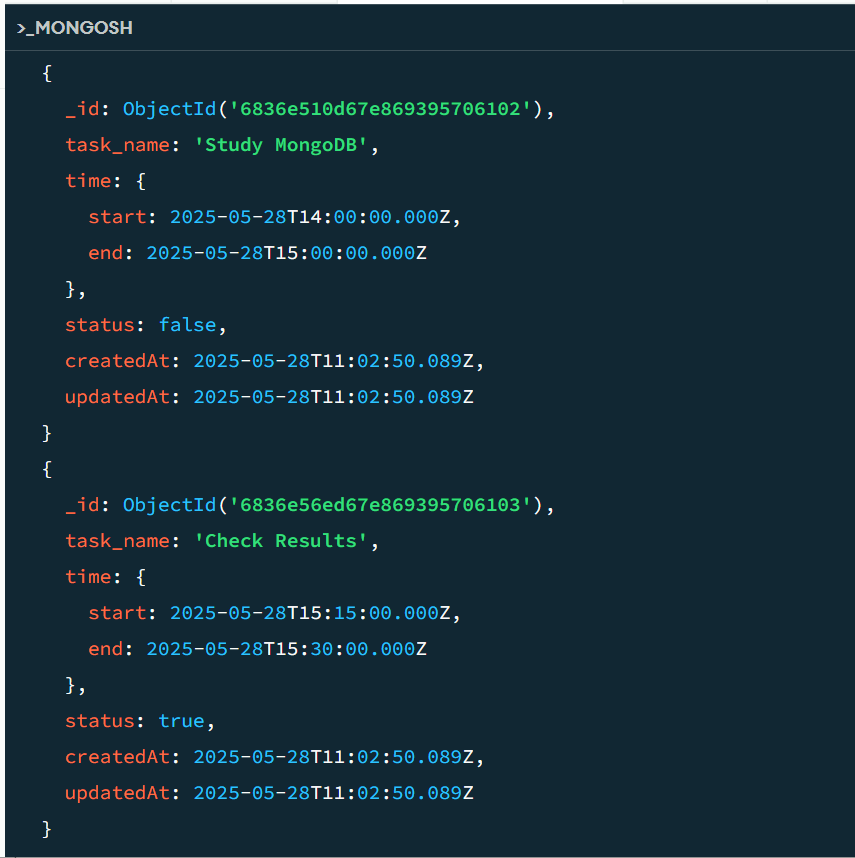 >_MONGOSH
{
_id: ObjectId('6836e510d67e869395706102'),
task_name: 'Study MongoDB',
time: {
start: 2025-05-28T14:00:00.000Z,
end: 2025-05-28T15:00:00.000Z
},
status: false,
createdAt: 2025-05-28T11:02:50.089Z,
updatedAt: 2025-05-28T11:02:50.089Z
}
{
_id: ObjectId('6836e56ed67e869395706103'),
task_name: 'Check Results',
time: {
start: 2025-05-28T15:15:00.000Z,
end: 2025-05-28T15:30:00.000Z
},
status: true,
createdAt: 2025-05-28T11:02:50.089Z,
updatedAt: 2025-05-28T11:02:50.089Z
}